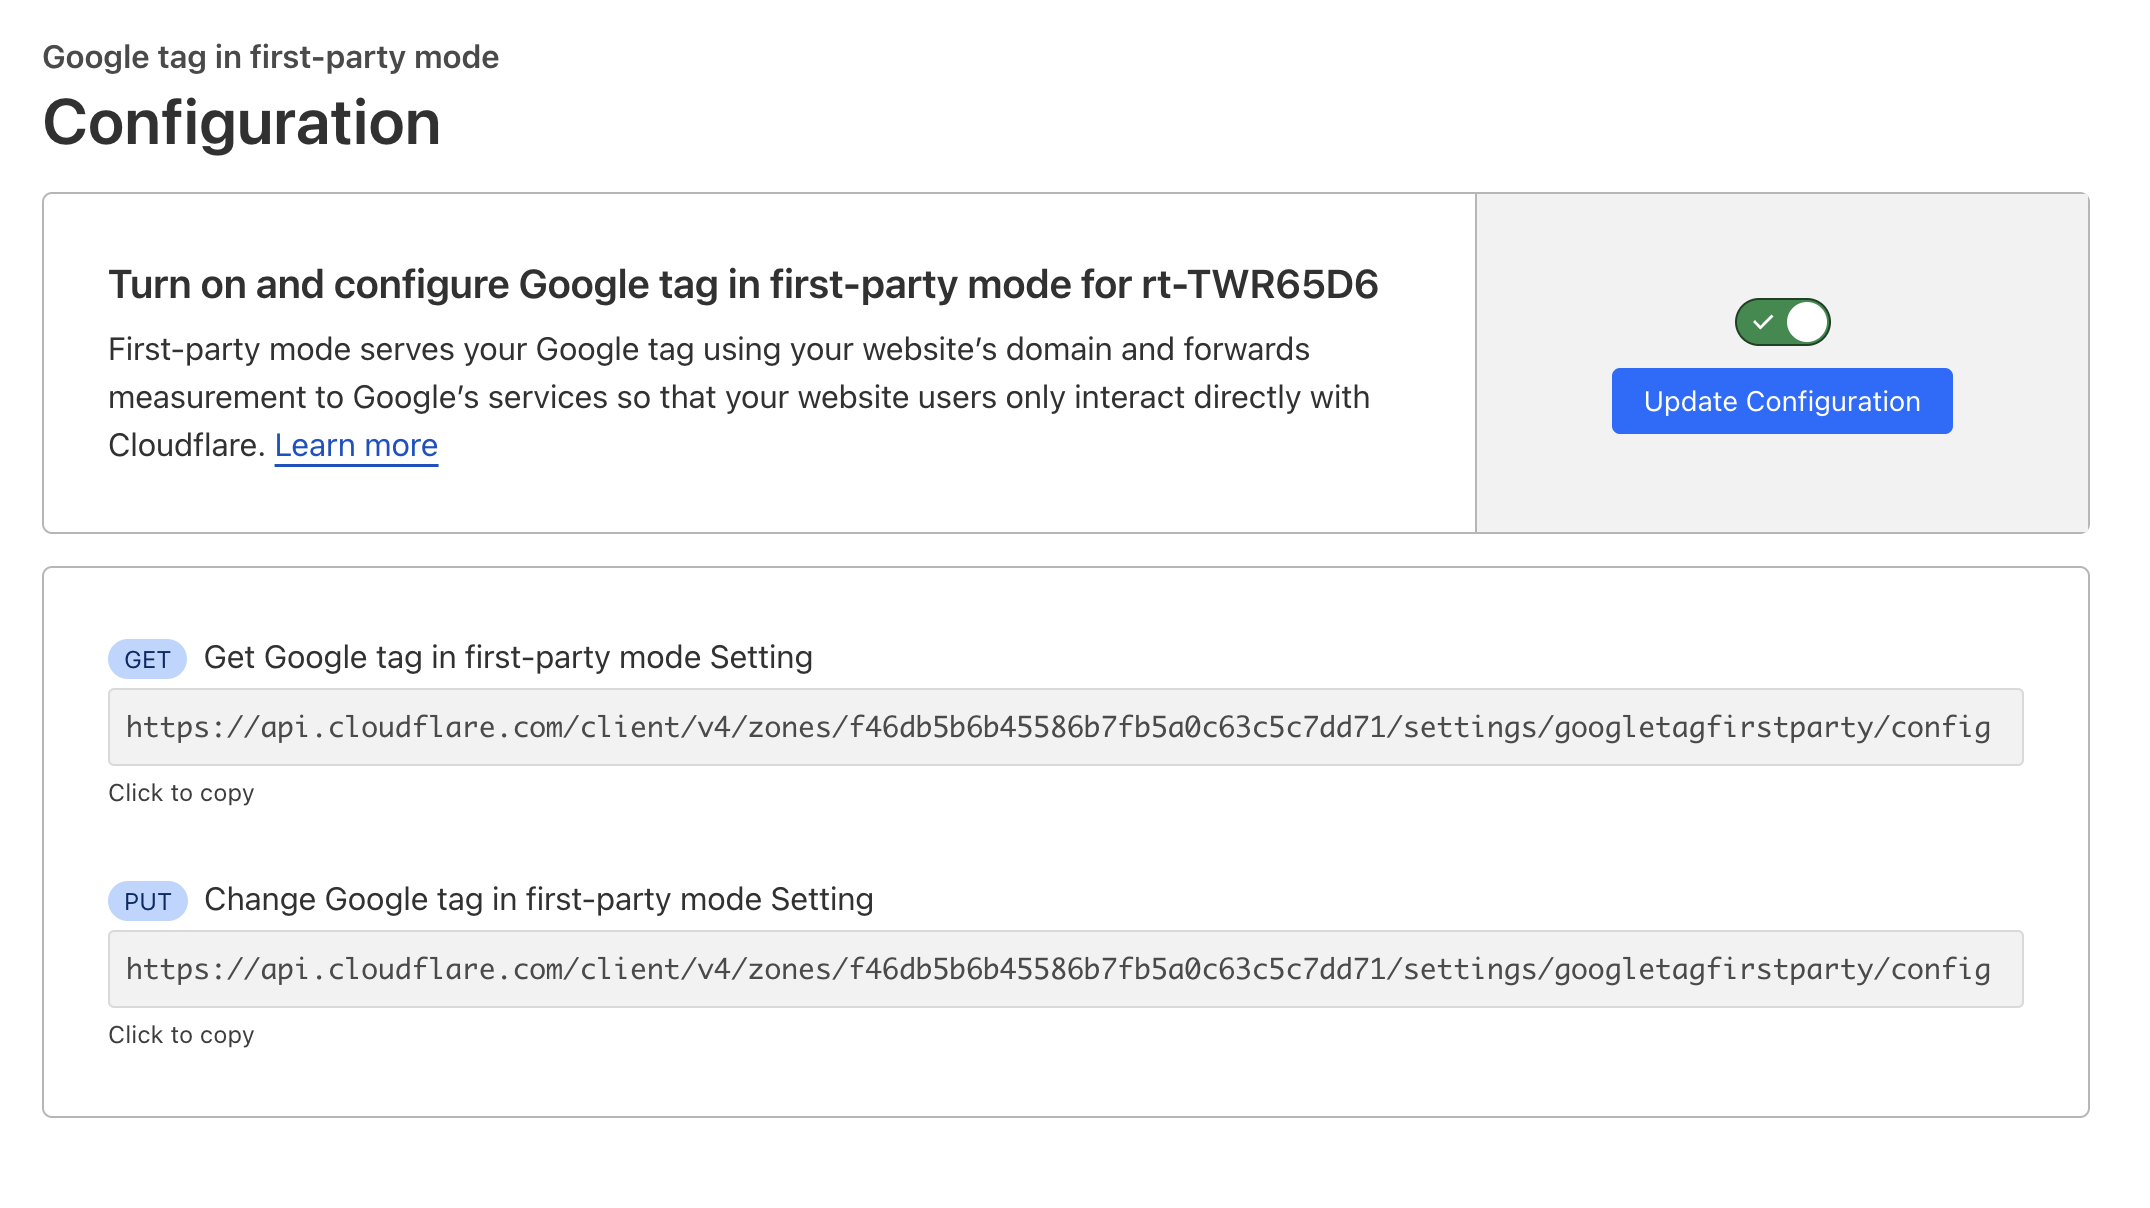 Google tag in first-party mode
Configuration
Turn on and configure Google tag in first-party mode for rt-TWR65D6
First-party mode serves your Google tag using your website’s domain and forwards
measurement to Google’s services so that your website users only interact directly with
Cloudflare. Learn more
Update Configuration
GET Get Google tag in first-party mode Setting
https://api.cloudflare.com/client/v4/zones/f46db5b6b45586b7fb5a0c63c5c7dd71/settings/googletagfirstparty/config
Click to copy
PUT Change Google tag in first-party mode Setting
https://api.cloudflare.com/client/v4/zones/f46db5b6b45586b7fb5a0c63c5c7dd71/settings/googletagfirstparty/config
Click to copy